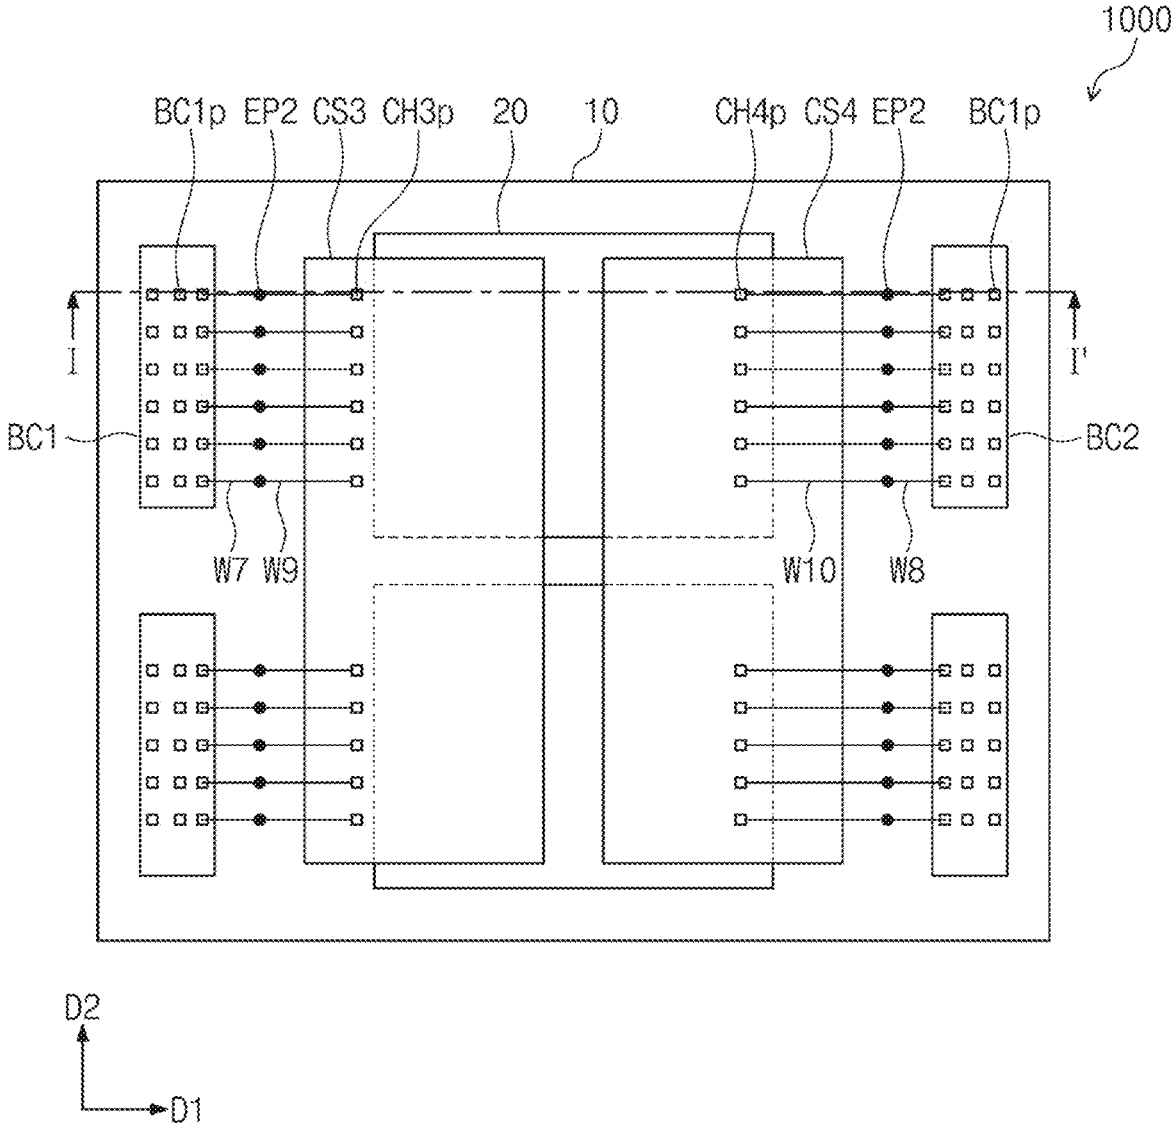 1000
BC1p EP2 CS3 CH3p 20 10 CH4p CS4 EP2 BC1p
I I'
BC1 BC2
W7 W9 W10 W8
D2
D1